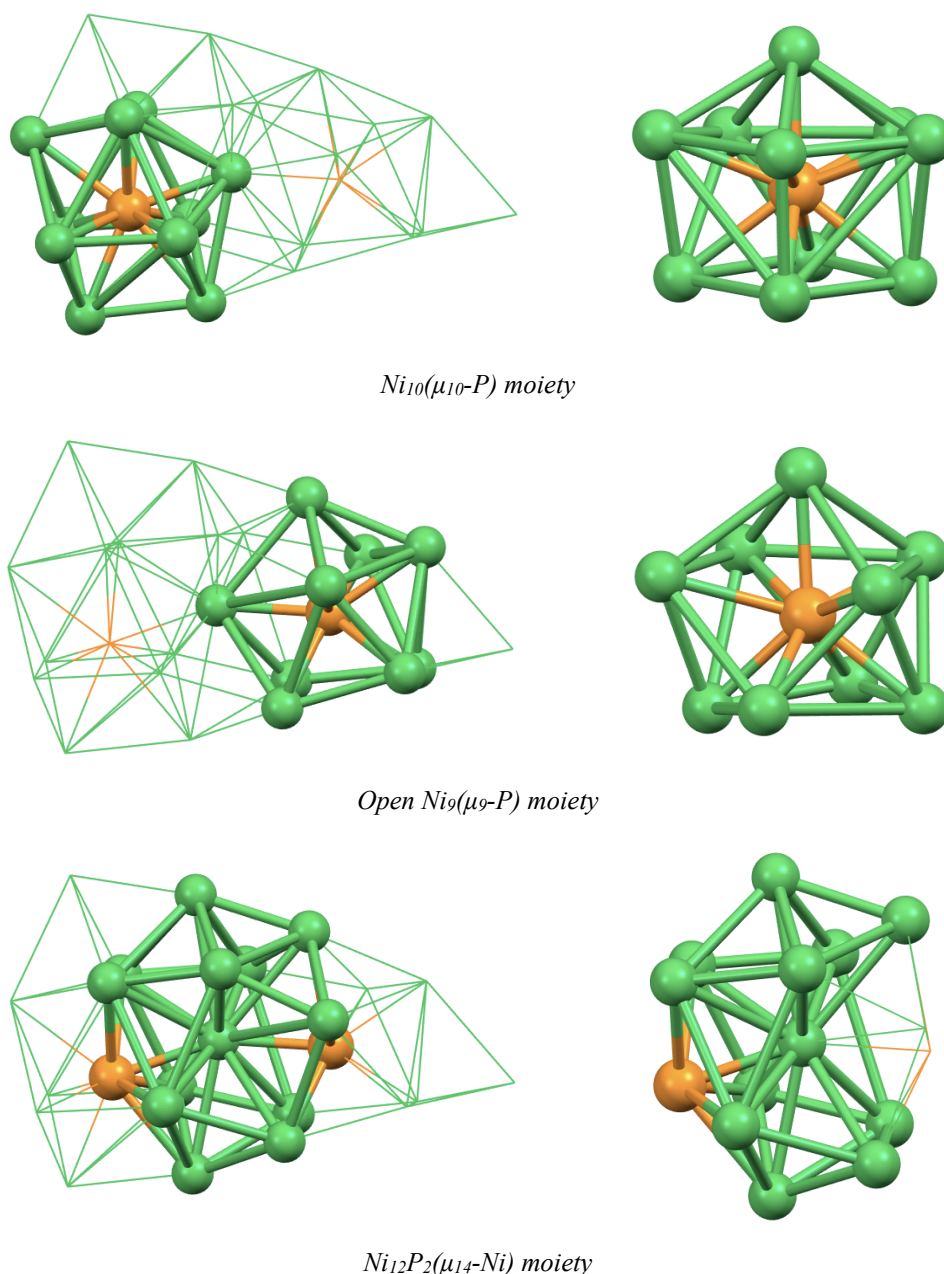 Ni₁₀(μ₁₀-P) moiety
Open Ni₉(μ₉-P) moiety
Ni₁₂P₂(μ₁₄-Ni) moiety